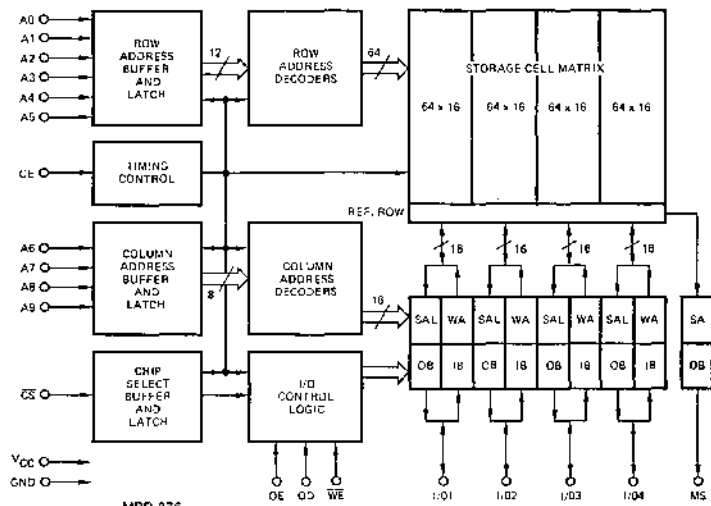 A0
A1
A2
A3
A4
A5
ROW
ADDRESS
BUFFER
AND
LATCH
12
ROW
ADDRESS
DECODERS
64
STORAGE CELL MATRIX
64 x 16
64 x 16
64 x 16
64 x 16
CE
TIMING
CONTROL
REF. ROW
16
16
16
16
A6
A7
A8
A9
COLUMN
ADDRESS
BUFFER
AND
LATCH
8
COLUMN
ADDRESS
DECODERS
16
SAL WA SAL WA SAL WA SAL WA SA
OB IB OB IB OB IB OB IB OB
CS
CHIP
SELECT
BUFFER
AND
LATCH
I/O
CONTROL
LOGIC
VCC
GND
OE OD WE
I/O1 I/O2 I/O3 I/O4 MS